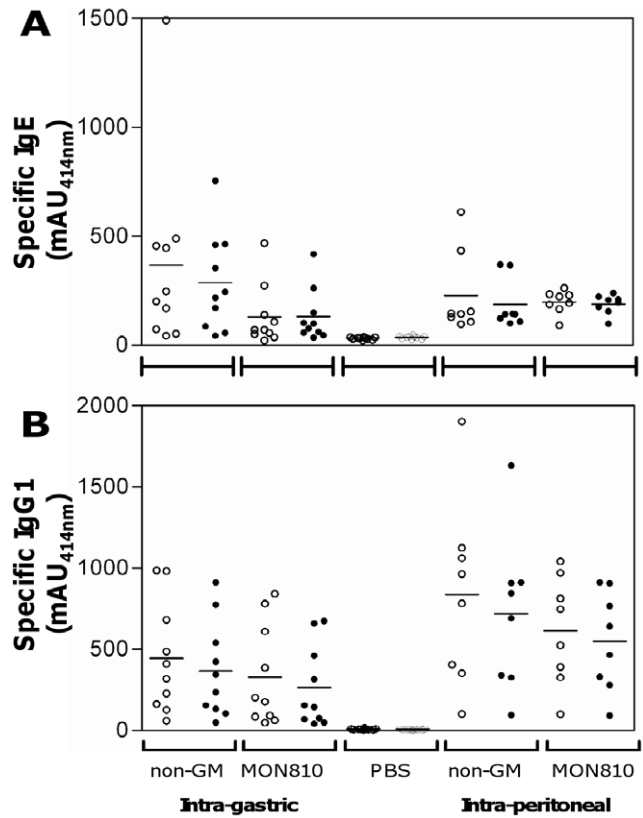 A
Specific IgE
(mAU414nm)
1500
1000
500
0
B
Specific IgG1
(mAU414nm)
2000
1500
1000
500
0
non-GM MON810 PBS non-GM MON810
Intra-gastric Intra-peritoneal